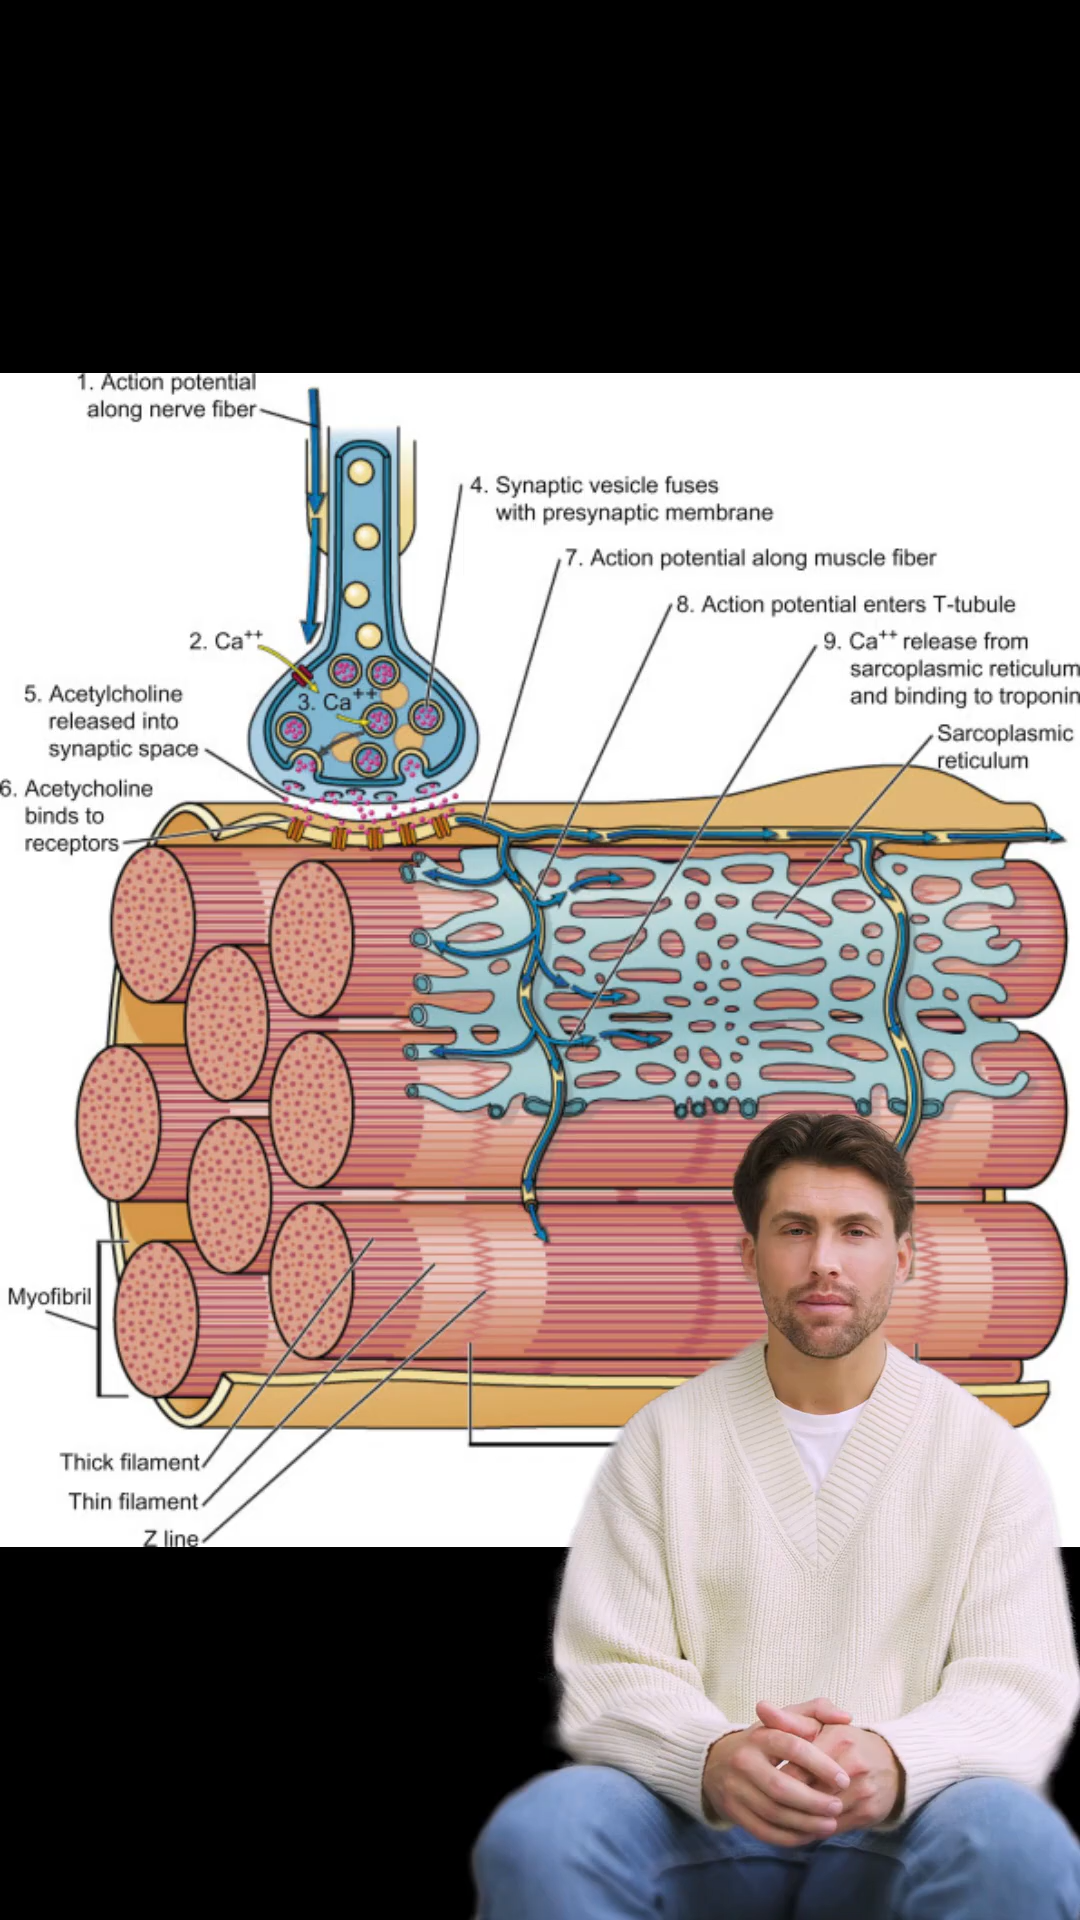 1. Action potential
along nerve fiber
4. Synaptic vesicle fuses
with presynaptic membrane
7. Action potential along muscle fiber
8. Action potential enters T-tubule
2. Ca++
9. Ca++ release from
sarcoplasmic reticulum
and binding to troponin
3. Ca++
5. Acetylcholine
released into
synaptic space
Sarcoplasmic
reticulum
6. Acetycholine
binds to
receptors
Myofibril
Thick filament
Thin filament
Z line